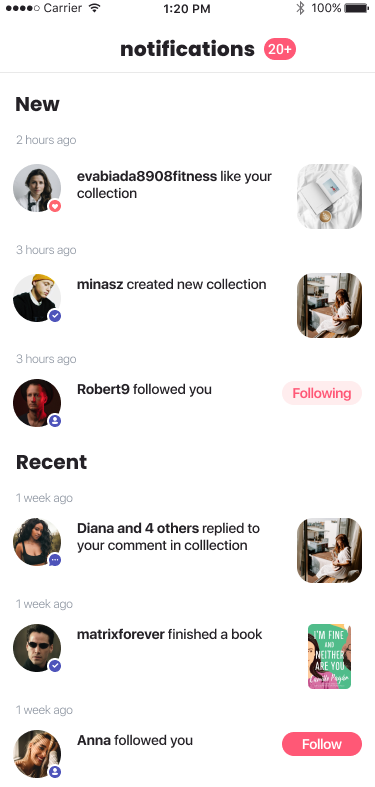 Carrier 1:20 PM 100%
notifications 20+
New
2 hours ago
evabiada8908fitness like your
collection
3 hours ago
minasz created new collection
3 hours ago
Robert9 followed you Following
Recent
1 week ago
Diana and 4 others replied to
your comment in colllection
1 week ago
matrixforever finished a book
I'M FINE
AND
NEITHER
ARE YOU
Camille Pagán
1 week ago
Anna followed you Follow